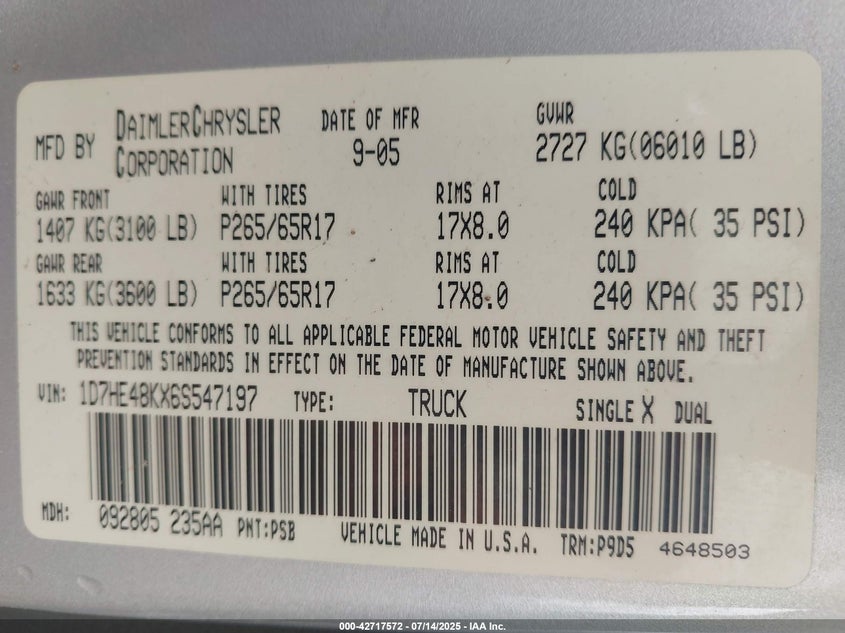 MFD BY DAIMLERCHRYSLER CORPORATION DATE OF MFR 9-05 GVWR 2727 KG(06010 LB)
GAWR FRONT WITH TIRES RIMS AT COLD
1407 KG(3100 LB) P265/65R17 17X8.0 240 KPA( 35 PSI)
GAWR REAR WITH TIRES RIMS AT COLD
1633 KG(3600 LB) P265/65R17 17X8.0 240 KPA( 35 PSI)
THIS VEHICLE CONFORMS TO ALL APPLICABLE FEDERAL MOTOR VEHICLE SAFETY AND THEFT
PREVENTION STANDARDS IN EFFECT ON THE DATE OF MANUFACTURE SHOWN ABOVE.
VIN: 1D7HE48KX6S547197 TYPE: TRUCK SINGLE X DUAL
MDH: 092805 235AA PNT:PSB VEHICLE MADE IN U.S.A. TRM:P9D5 4648503
000-42717572 - 07/14/2025 - IAA Inc.